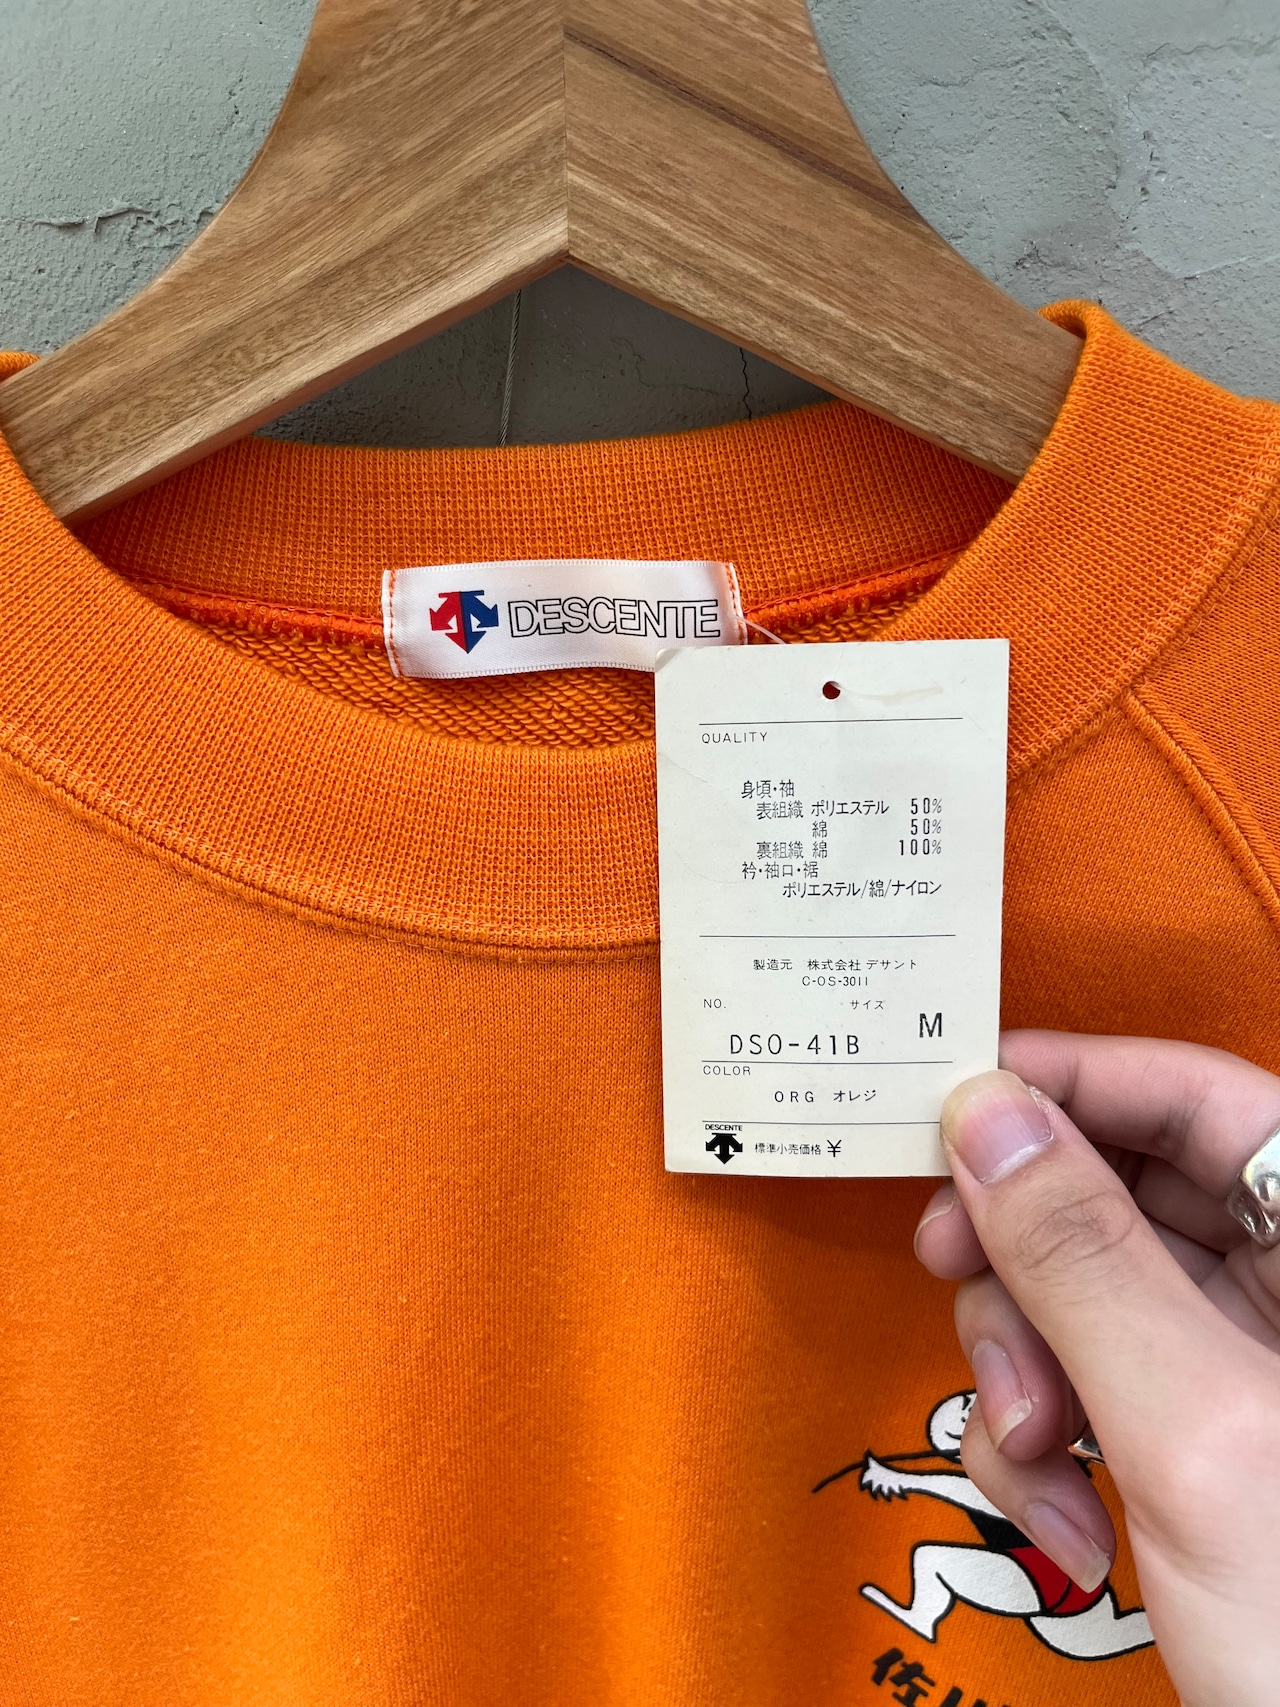 DESCENTE
QUALITY
身頃・袖
表組織 ポリエステル 50%
綿 50%
裏組織 綿 100%
衿・袖口・裾
ポリエステル/綿/ナイロン
製造元 株式会社 デサント
C-OS-3011
NO. サイズ
DSO-41B M
COLOR
ORG オレジ
DESCENTE
標準小売価格 ¥
佐川